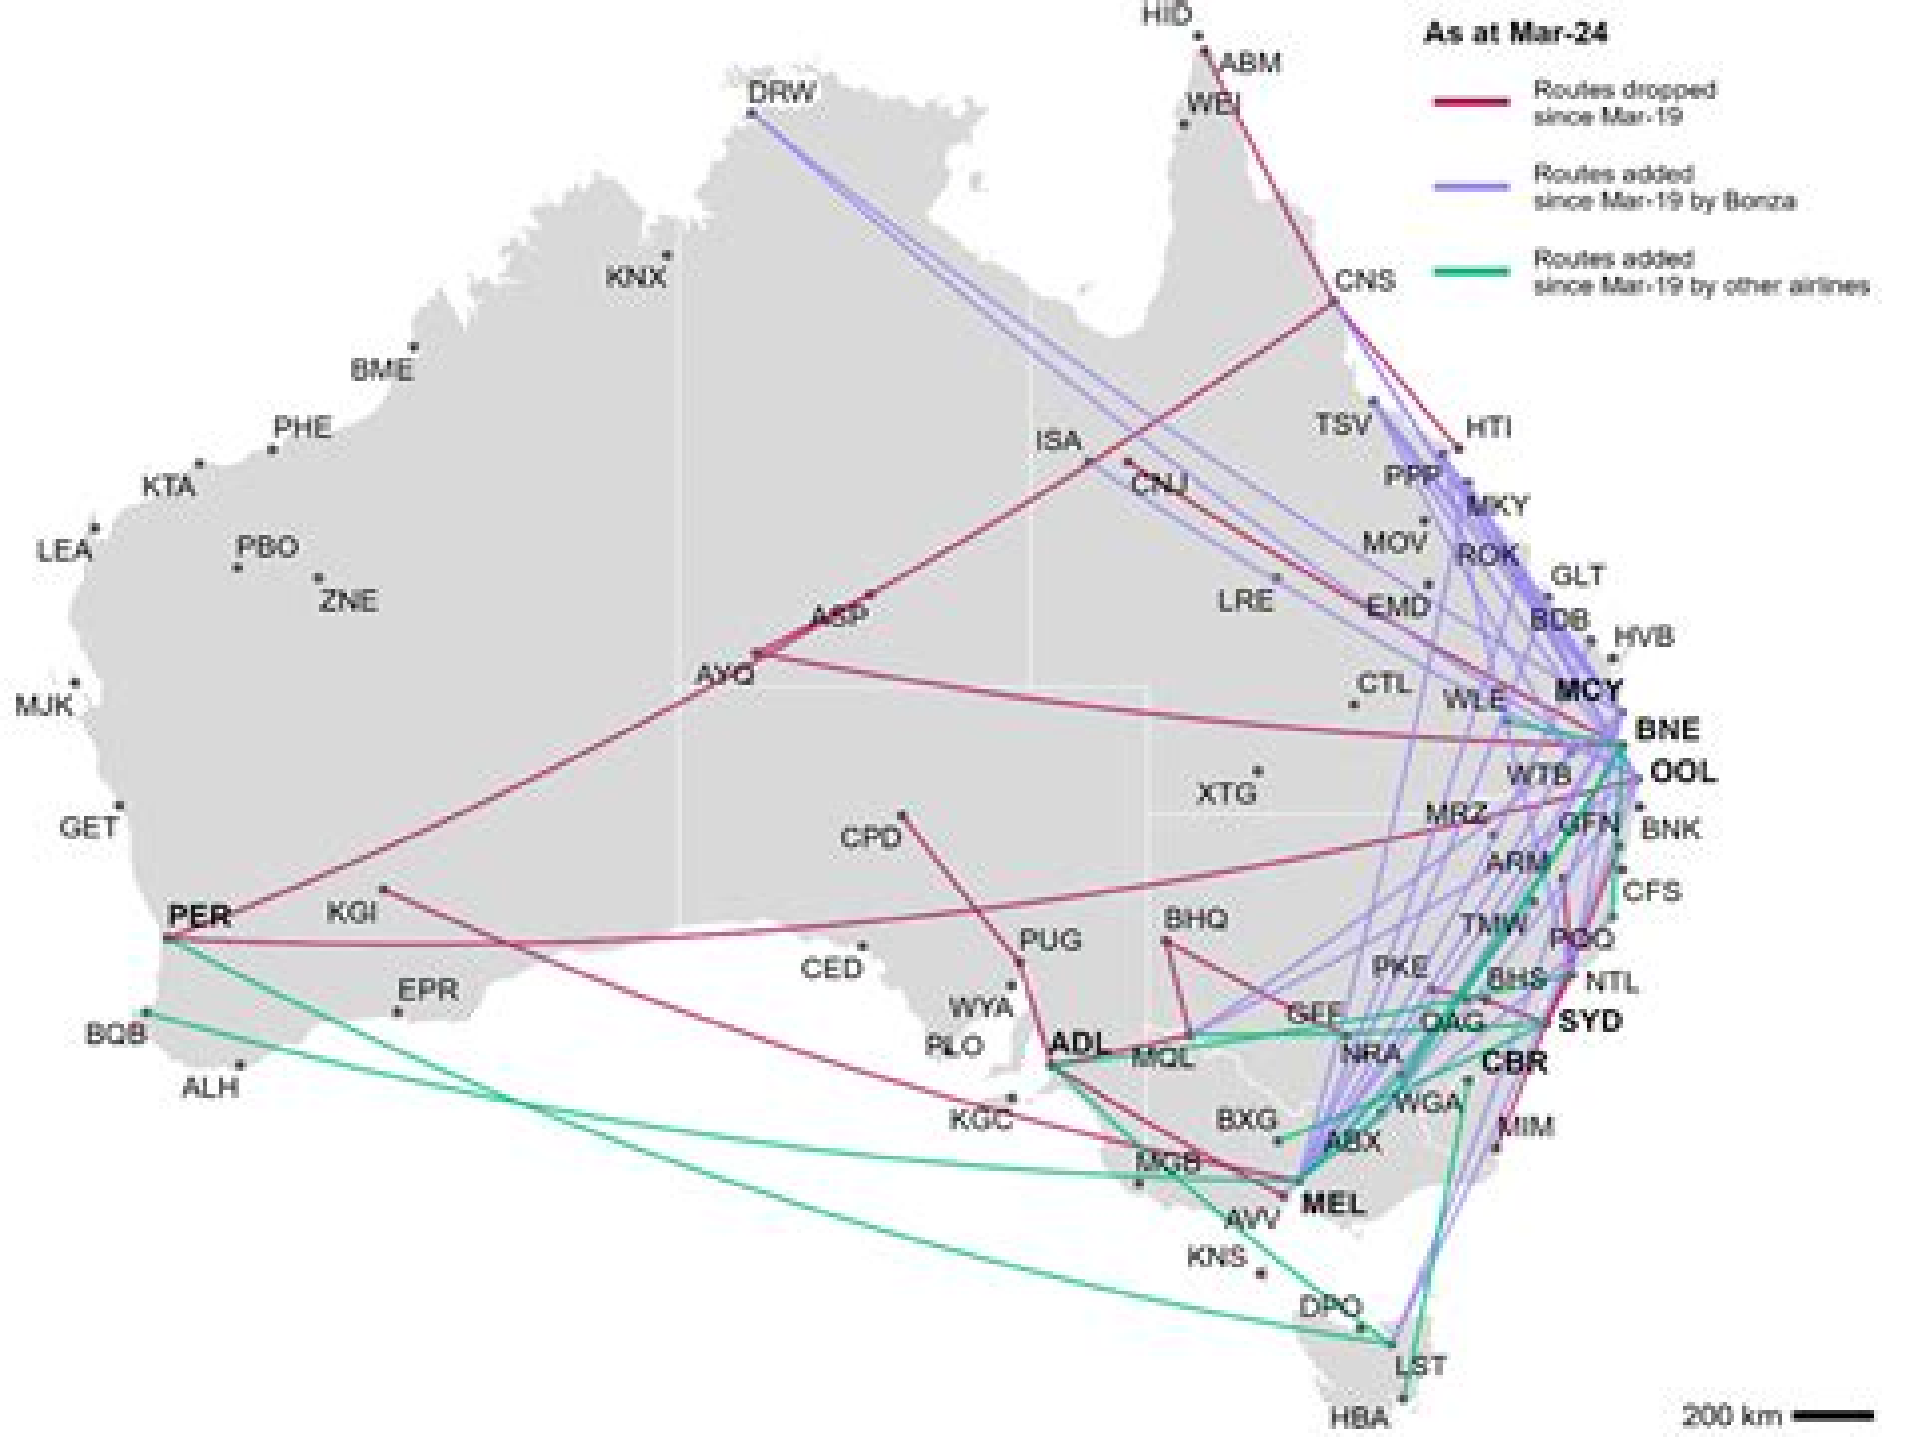 HID
As at Mar-24
ABM
Routes dropped
since Mar-19
DRW
WEI
Routes added
since Mar-19 by Bonza
Routes added
since Mar-19 by other airlines
KNX
CNS
BME
PHE
ISA
TSV
HTI
KTA
CNJ
PPP
MKY
LEA
PBO
MOV
ROK
ZNE
LRE
EMD
GLT
ASP
BDB
HVB
AYQ
CTL
WLE
MCY
MJK
BNE
WTB
OOL
XTG
GET
CPD
MRZ
GFN
BNK
ARM
CFS
PER
KGI
BHQ
TMW
PQQ
PUG
CED
PKE
BHS
NTL
EPR
WYA
GFF
OAG
SYD
BQB
PLO
ADL
MQL
NRA
CBR
ALH
KGC
BXG
WGA
ABX
MIM
MGB
AVV
MEL
KNS
DPO
LST
HBA
200 km